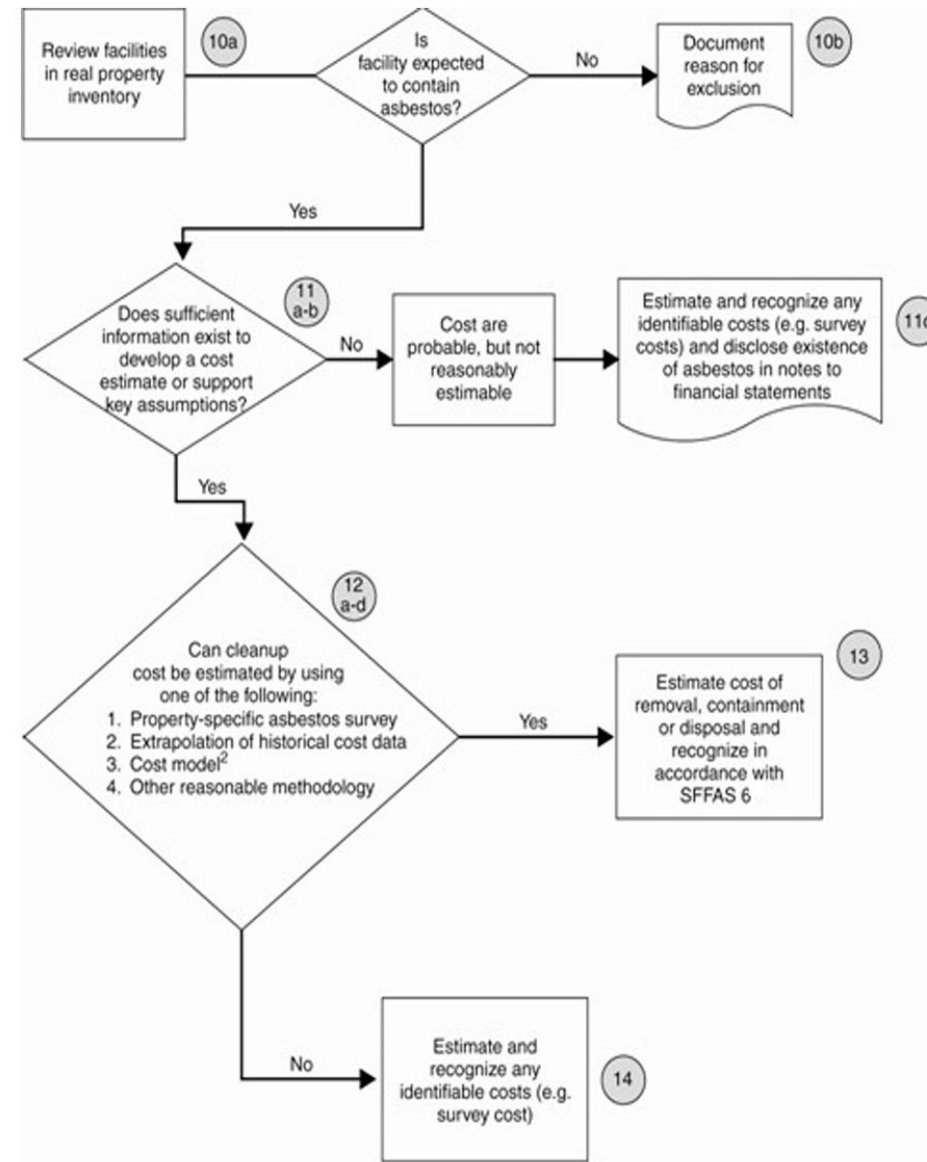 Review facilities
in real property
inventory
10a
Is
facility expected
to contain
asbestos?
No
Document
reason for
exclusion
10b
Yes
Does sufficient
information exist to
develop a cost
estimate or support
key assumptions?
11
a-b
No
Cost are
probable, but not
reasonably
estimable
Estimate and recognize any
identifiable costs (e.g. survey
costs) and disclose existence
of asbestos in notes to
financial statements
11c
Yes
Can cleanup
cost be estimated by using
one of the following:
1. Property-specific asbestos survey
2. Extrapolation of historical cost data
3. Cost model²
4. Other reasonable methodology
12
a-d
Yes
Estimate cost of
removal, containment
or disposal and
recognize in
accordance with
SFFAS 6
13
No
Estimate and
recognize any
identifiable costs (e.g.
survey cost)
14